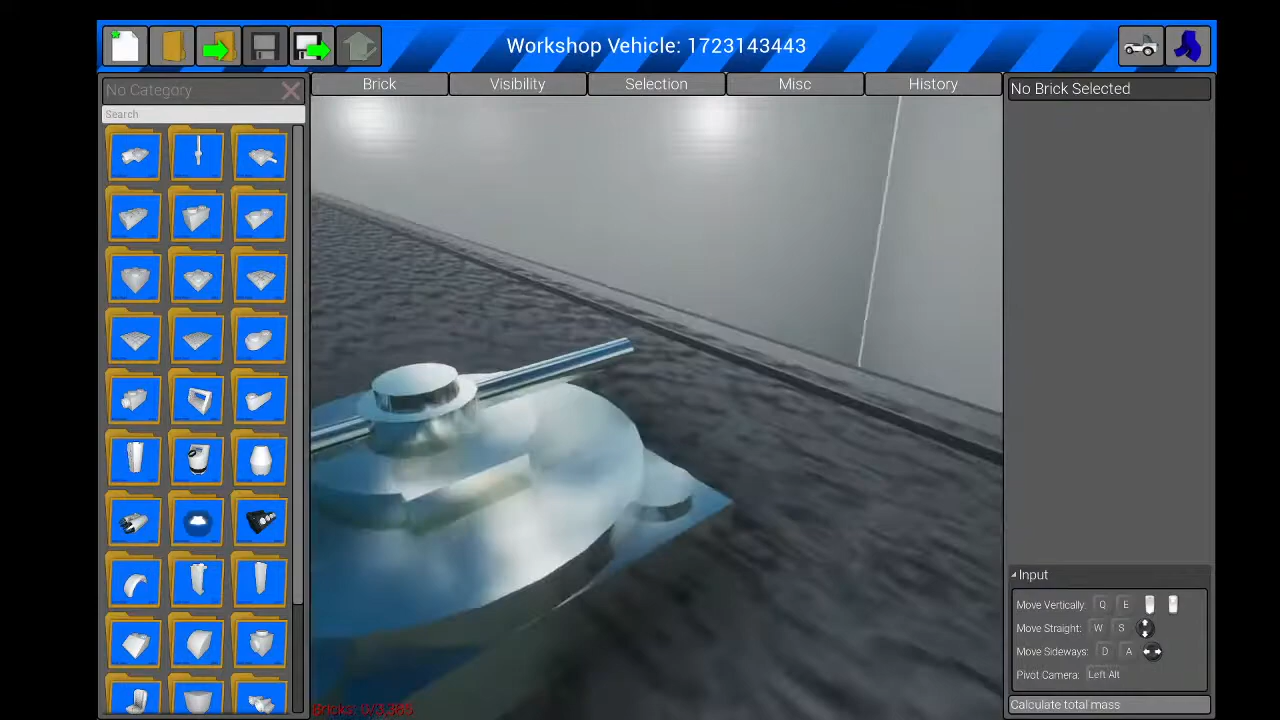 Workshop Vehicle: 1723143443
No Category
Search
Brick
Visibility
Selection
Misc
History
No Brick Selected
Input
Move Vertically: Q E
Move Straight: W S
Move Sideways: D A
Pivot Camera: Left Alt
Calculate total mass